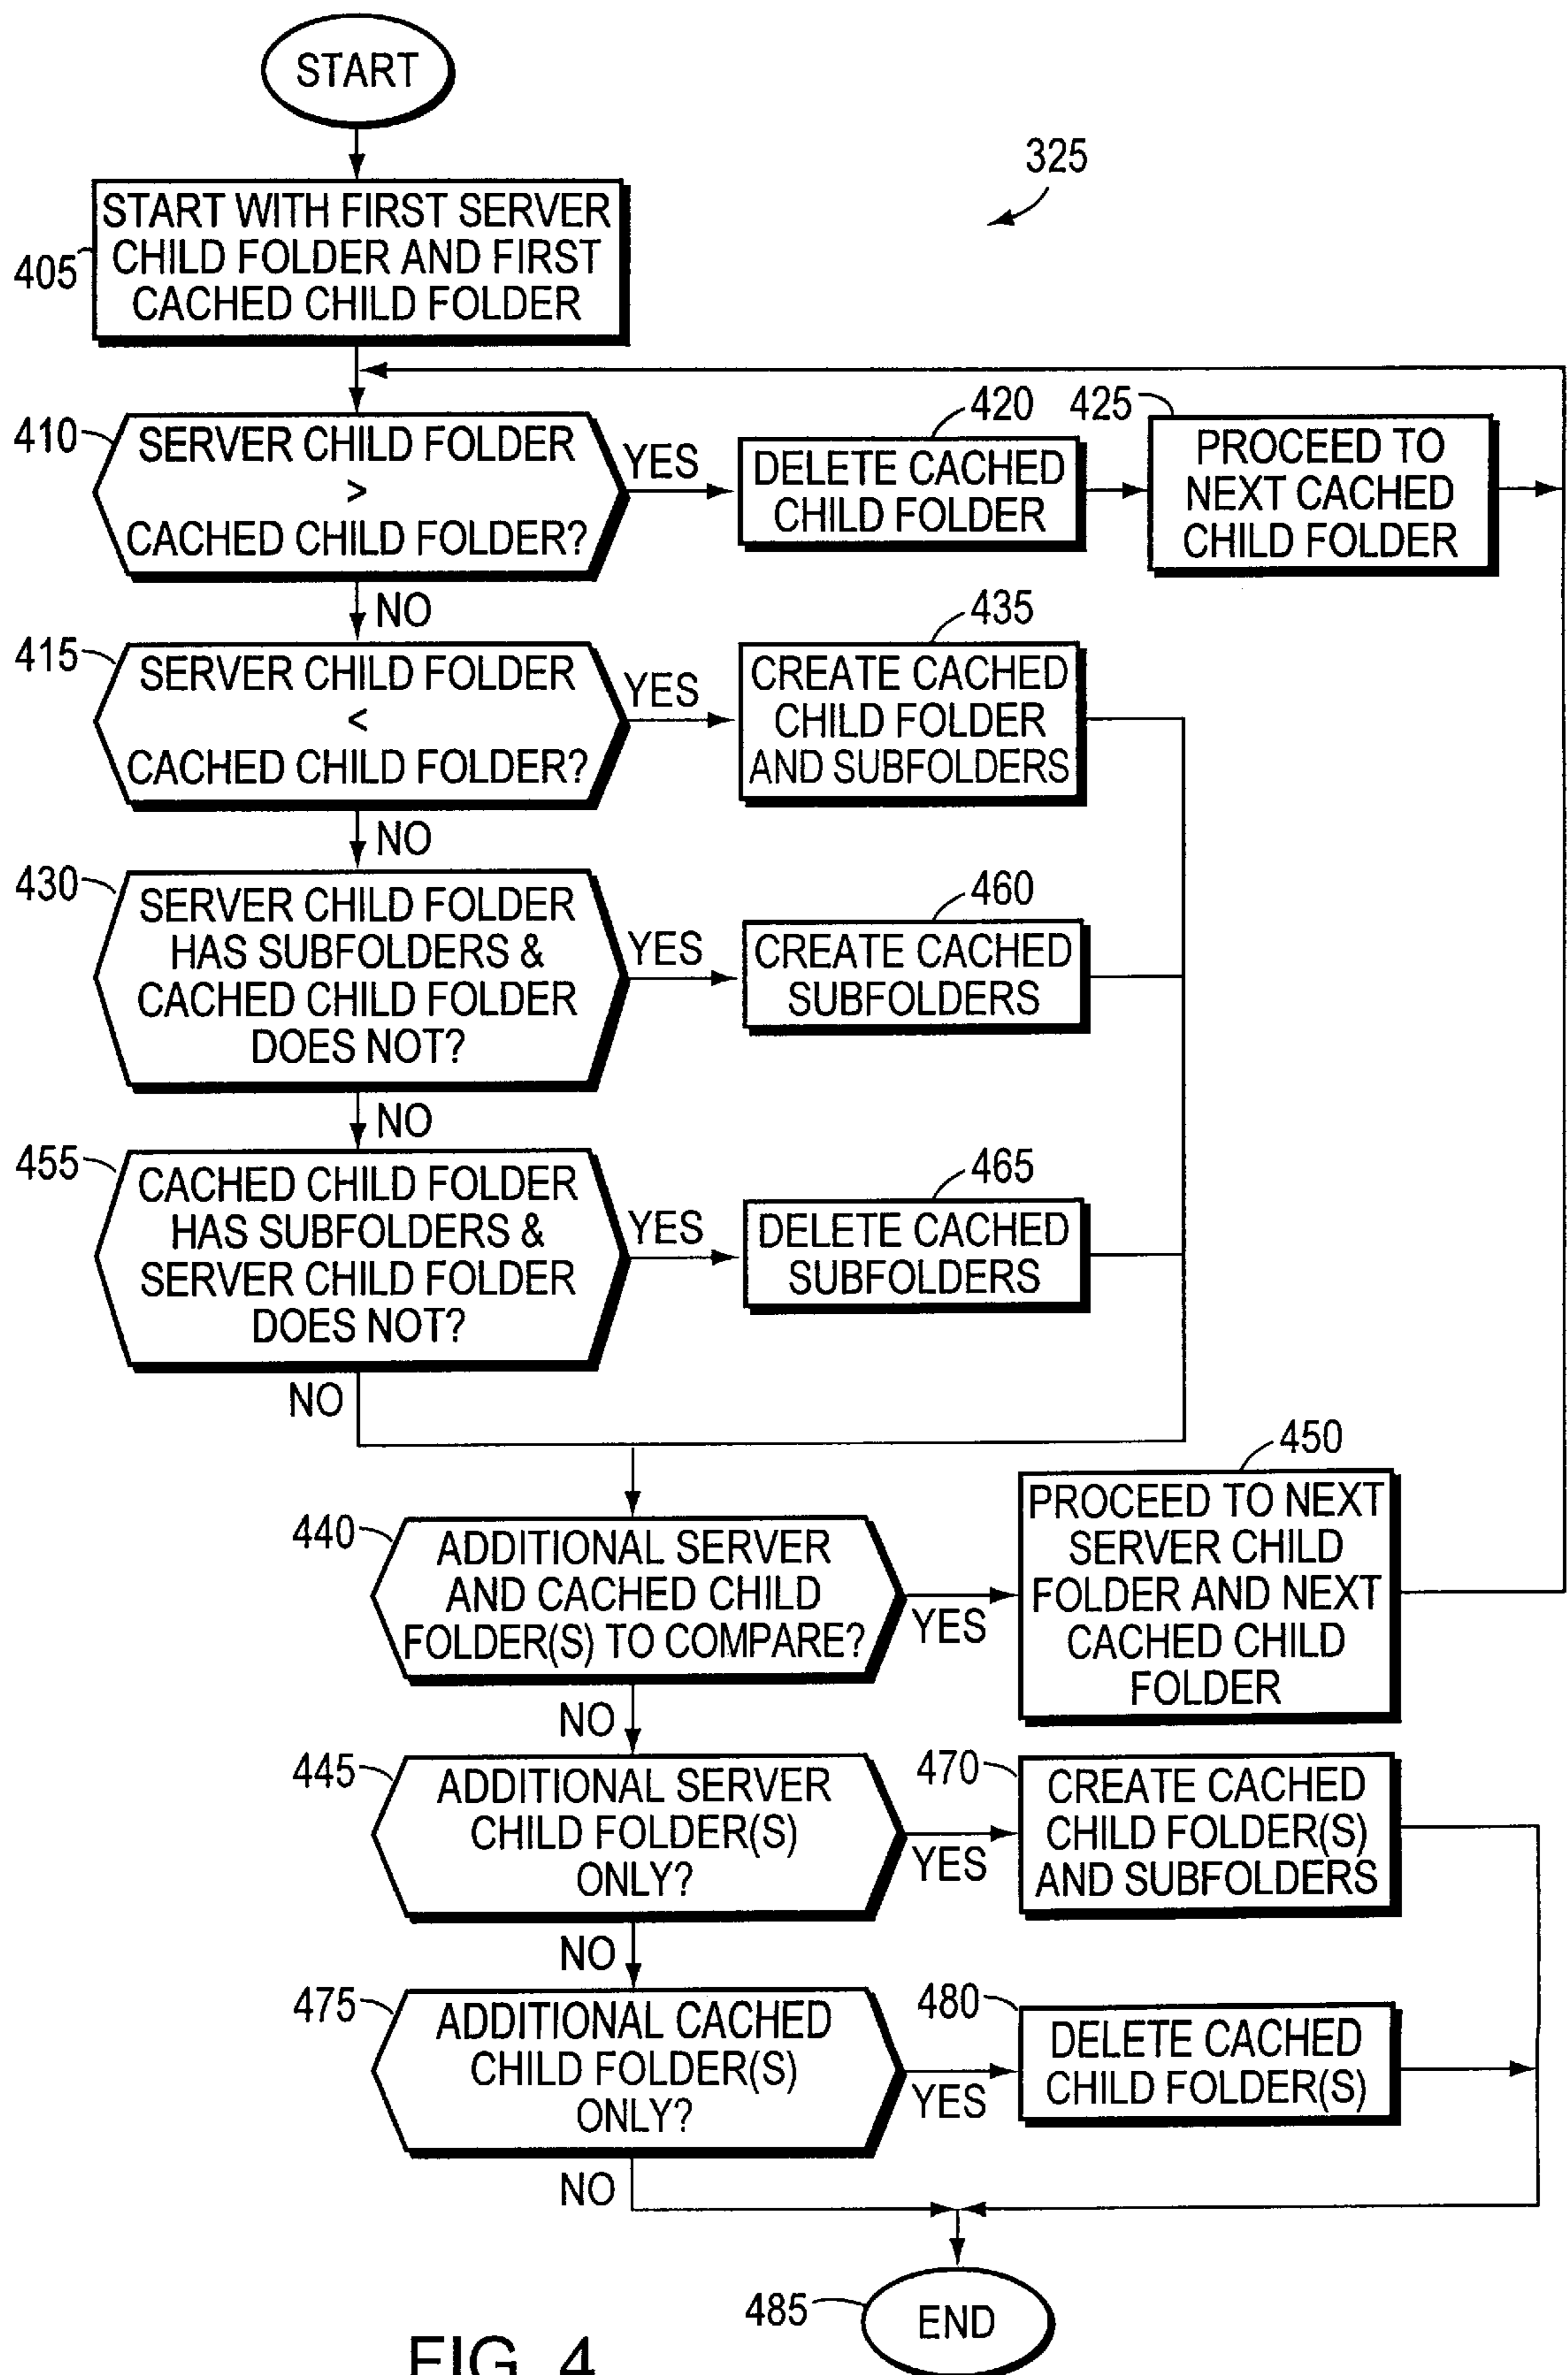 START
325
START WITH FIRST SERVER
CHILD FOLDER AND FIRST
CACHED CHILD FOLDER
405
410
SERVER CHILD FOLDER
>
CACHED CHILD FOLDER?
YES
420
DELETE CACHED
CHILD FOLDER
425
PROCEED TO
NEXT CACHED
CHILD FOLDER
NO
415
SERVER CHILD FOLDER
<
CACHED CHILD FOLDER?
YES
435
CREATE CACHED
CHILD FOLDER
AND SUBFOLDERS
NO
430
SERVER CHILD FOLDER
HAS SUBFOLDERS &
CACHED CHILD FOLDER
DOES NOT?
YES
460
CREATE CACHED
SUBFOLDERS
NO
455
CACHED CHILD FOLDER
HAS SUBFOLDERS &
SERVER CHILD FOLDER
DOES NOT?
YES
465
DELETE CACHED
SUBFOLDERS
NO
440
ADDITIONAL SERVER
AND CACHED CHILD
FOLDER(S) TO COMPARE?
YES
450
PROCEED TO NEXT
SERVER CHILD
FOLDER AND NEXT
CACHED CHILD
FOLDER
NO
445
ADDITIONAL SERVER
CHILD FOLDER(S)
ONLY?
YES
470
CREATE CACHED
CHILD FOLDER(S)
AND SUBFOLDERS
NO
475
ADDITIONAL CACHED
CHILD FOLDER(S)
ONLY?
YES
480
DELETE CACHED
CHILD FOLDER(S)
NO
485
END
FIG. 4